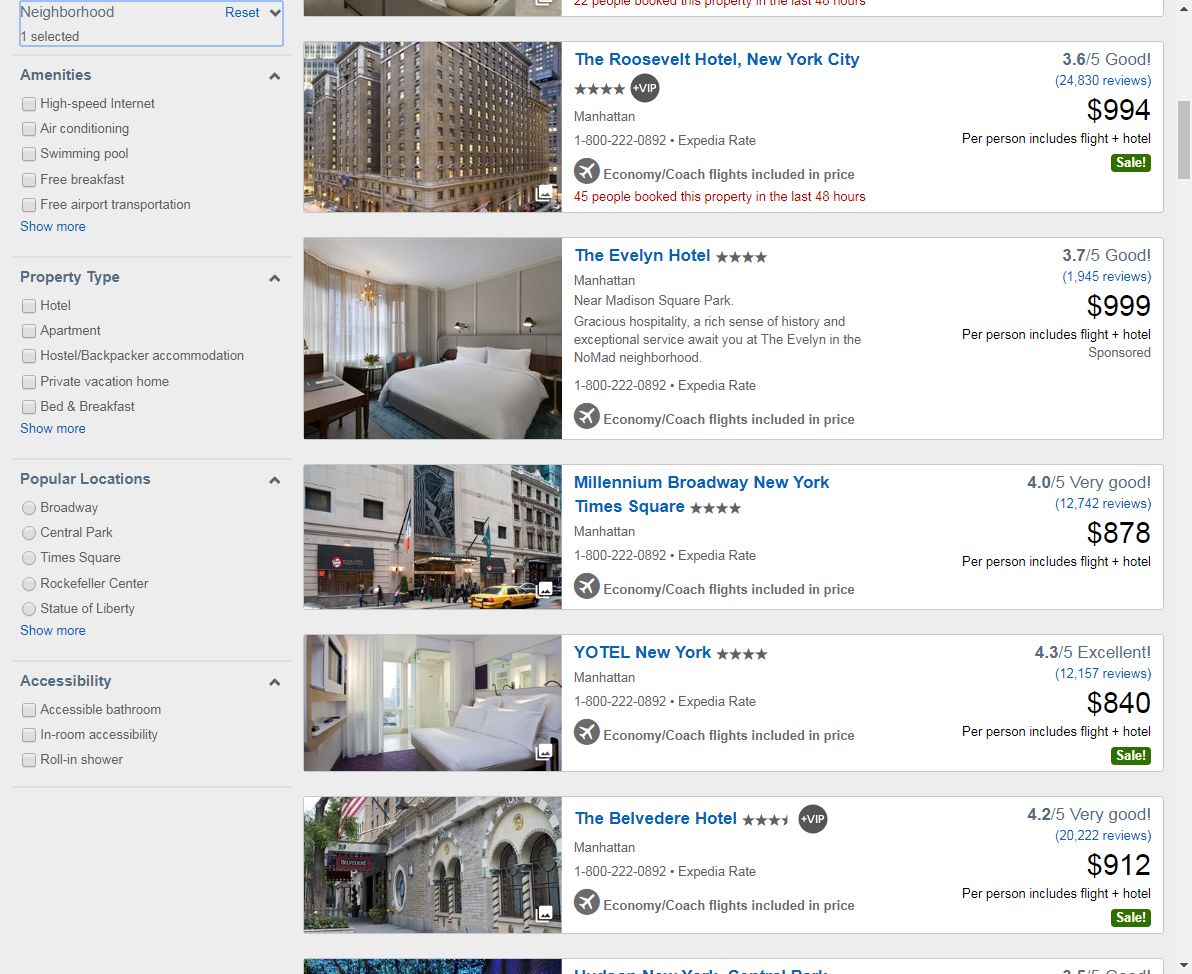 Neighborhood Reset
1 selected
Amenities
High-speed Internet
Air conditioning
Swimming pool
Free breakfast
Free airport transportation
Show more
Property Type
Hotel
Apartment
Hostel/Backpacker accommodation
Private vacation home
Bed & Breakfast
Show more
Popular Locations
Broadway
Central Park
Times Square
Rockefeller Center
Statue of Liberty
Show more
Accessibility
Accessible bathroom
In-room accessibility
Roll-in shower
22 people booked this property in the last 48 hours
The Roosevelt Hotel, New York City
+VIP
Manhattan
1-800-222-0892 • Expedia Rate
Economy/Coach flights included in price
45 people booked this property in the last 48 hours
3.6/5 Good!
(24,830 reviews)
$994
Per person includes flight + hotel
Sale!
The Evelyn Hotel
Manhattan
Near Madison Square Park.
Gracious hospitality, a rich sense of history and
exceptional service await you at The Evelyn in the
NoMad neighborhood.
1-800-222-0892 • Expedia Rate
Economy/Coach flights included in price
3.7/5 Good!
(1,945 reviews)
$999
Per person includes flight + hotel
Sponsored
Millennium Broadway New York
Times Square
Manhattan
1-800-222-0892 • Expedia Rate
Economy/Coach flights included in price
4.0/5 Very good!
(12,742 reviews)
$878
Per person includes flight + hotel
YOTEL New York
Manhattan
1-800-222-0892 • Expedia Rate
Economy/Coach flights included in price
4.3/5 Excellent!
(12,157 reviews)
$840
Per person includes flight + hotel
Sale!
319
BELVEDERE
The Belvedere Hotel
+VIP
Manhattan
1-800-222-0892 • Expedia Rate
Economy/Coach flights included in price
4.2/5 Very good!
(20,222 reviews)
$912
Per person includes flight + hotel
Sale!
Hudson New York, Central Park
3.5/5 Good!